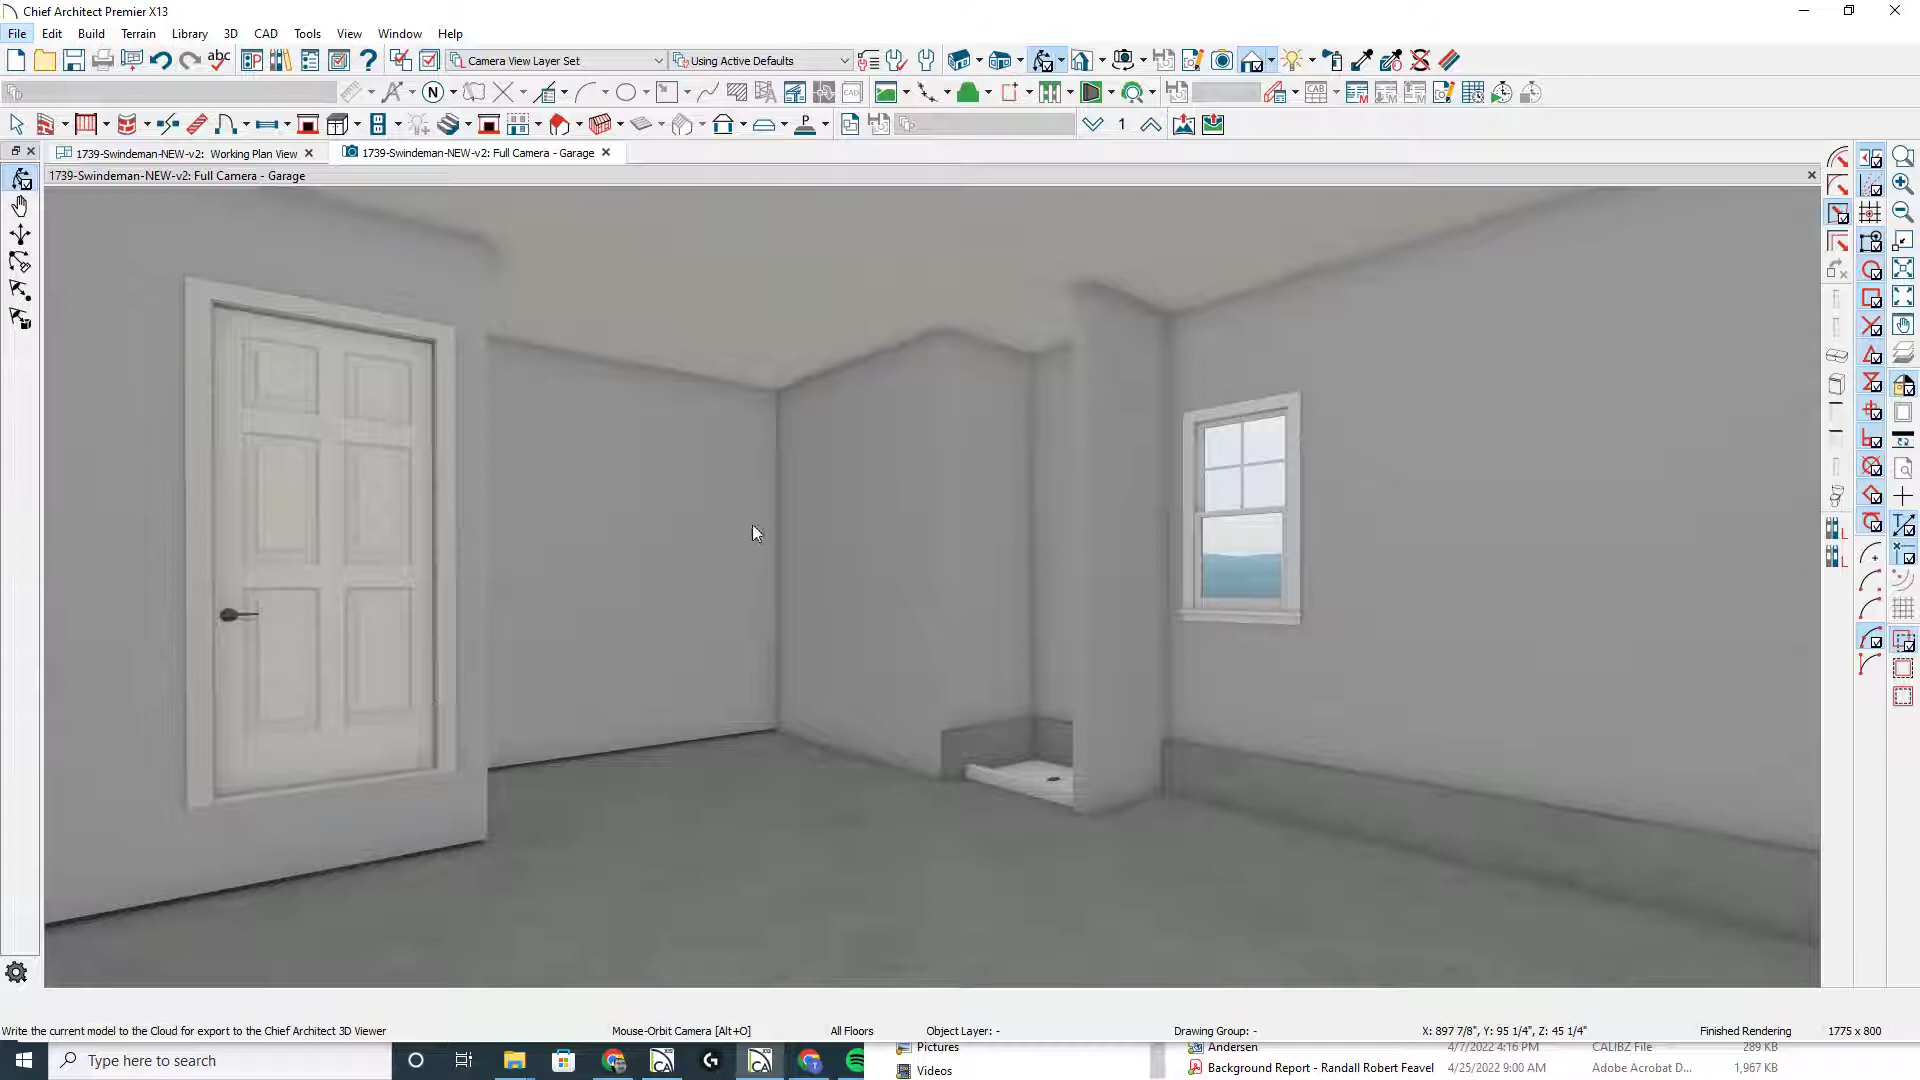 Chief Architect Premier X13
File Edit Build Terrain Library 3D CAD Tools View Window Help
Camera View Layer Set
Using Active Defaults
1
1739-Swindeman-NEW-v2: Working Plan View
1739-Swindeman-NEW-v2: Full Camera - Garage
1739-Swindeman-NEW-v2: Full Camera - Garage
Write the current model to the Cloud for export to the Chief Architect 3D Viewer
Mouse-Orbit Camera [Alt+O]
All Floors
Object Layer: -
Drawing Group: -
X: 897 7/8", Y: 95 1/4", Z: 45 1/4"
Finished Rendering
1775 x 800
Type here to search
Pictures
Andersen
4/7/2022 4:16 PM
CALIBZ File
289 KB
Videos
Background Report - Randall Robert Feavel
4/25/2022 9:00 AM
Adobe Acrobat D...
1,967 KB